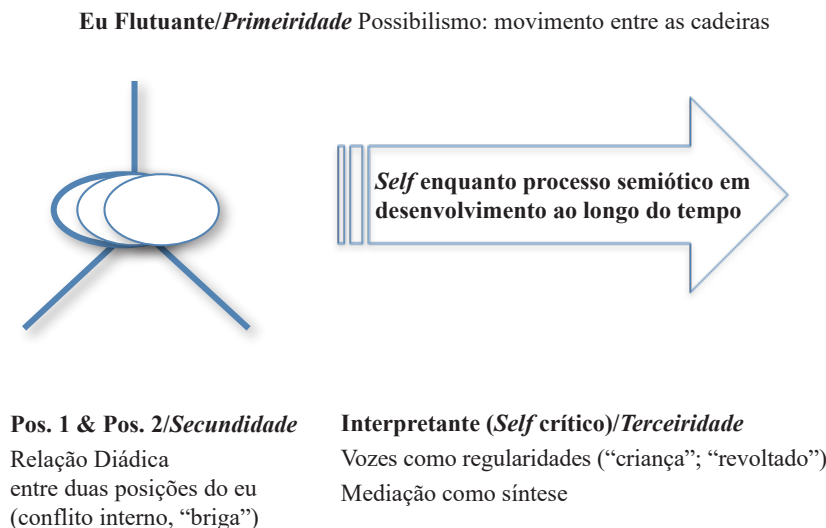 Eu Flutuante/Primeiridade Possibilismo: movimento entre as cadeiras
Self enquanto processo semiótico em
desenvolvimento ao longo do tempo
Pos. 1 & Pos. 2/Secundidade
Relação Diádica
entre duas posições do eu
(conflito interno, “briga”)
Interpretante (Self crítico)/Terceiridade
Vozes como regularidades (“criança”; “revoltado”)
Mediação como síntese